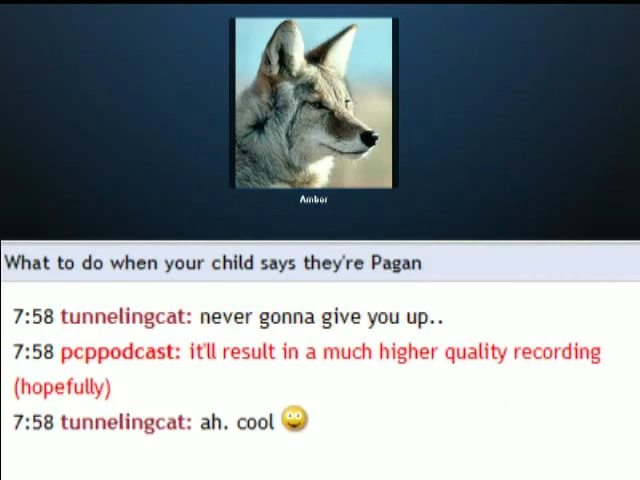 Amber
What to do when your child says they're Pagan
7:58 tunnelingcat: never gonna give you up..
7:58 pcppodcast: it'll result in a much higher quality recording
(hopefully)
7:58 tunnelingcat: ah. cool